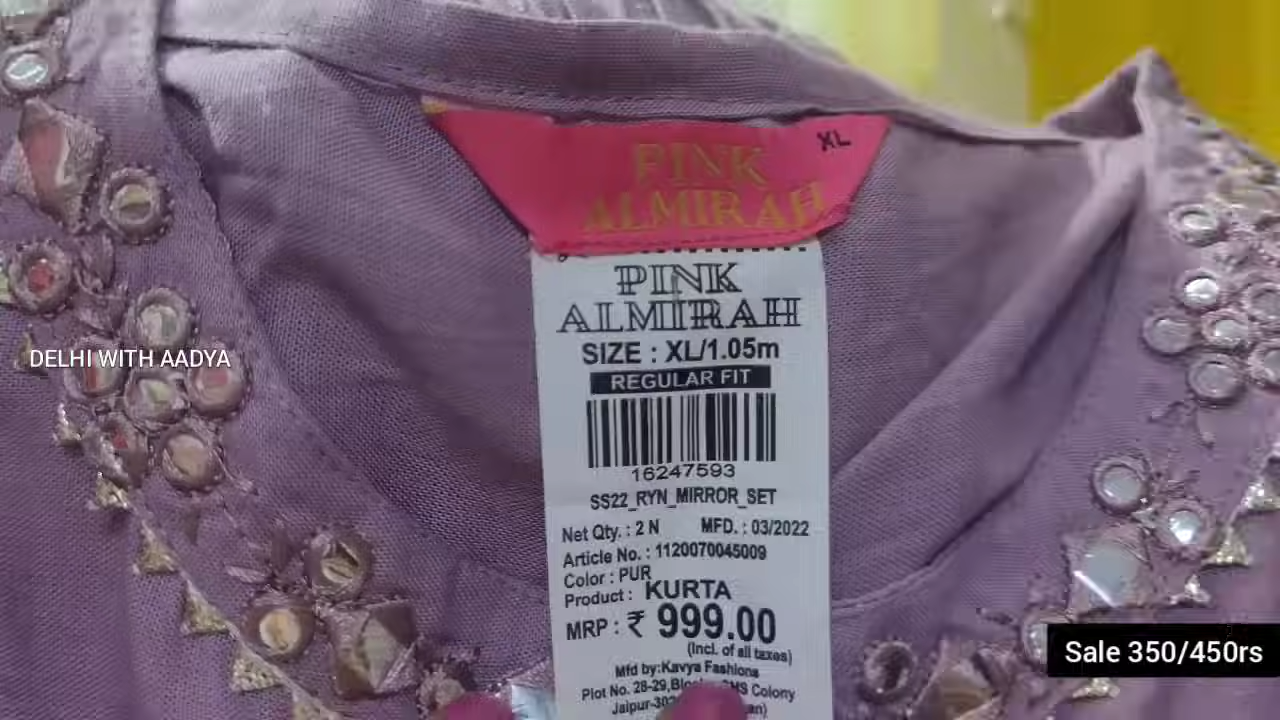 XL
PINK
ALMIRAH
PINK
ALMIRAH
SIZE : XL/1.05m
REGULAR FIT
16247593
SS22_RYN_MIRROR_SET
Net Qty. : 2 N MFD. : 03/2022
Article No. : 1120070045009
Color : PUR
Product : KURTA
MRP : ₹ 999.00
(Incl. of all taxes)
Mfd by:Kavya Fashions
Plot No. 28-29, Colony
Jaipur
DELHI WITH AADYA
Sale 350/450rs